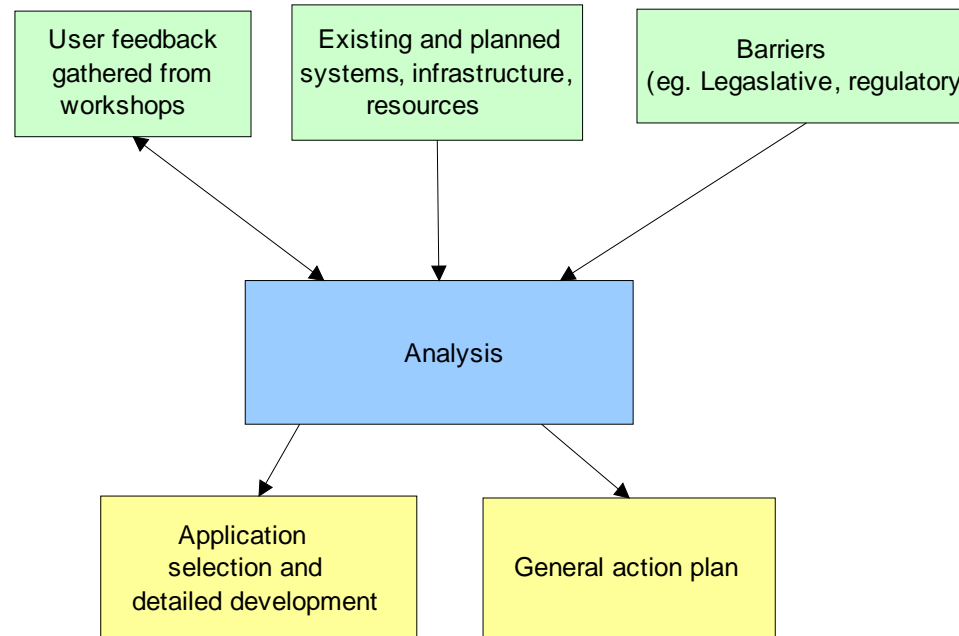 User feedback
gathered from
workshops
Existing and planned
systems, infrastructure,
resources
Barriers
(eg. Legaslative, regulatory
Analysis
Application
selection and
detailed development
General action plan